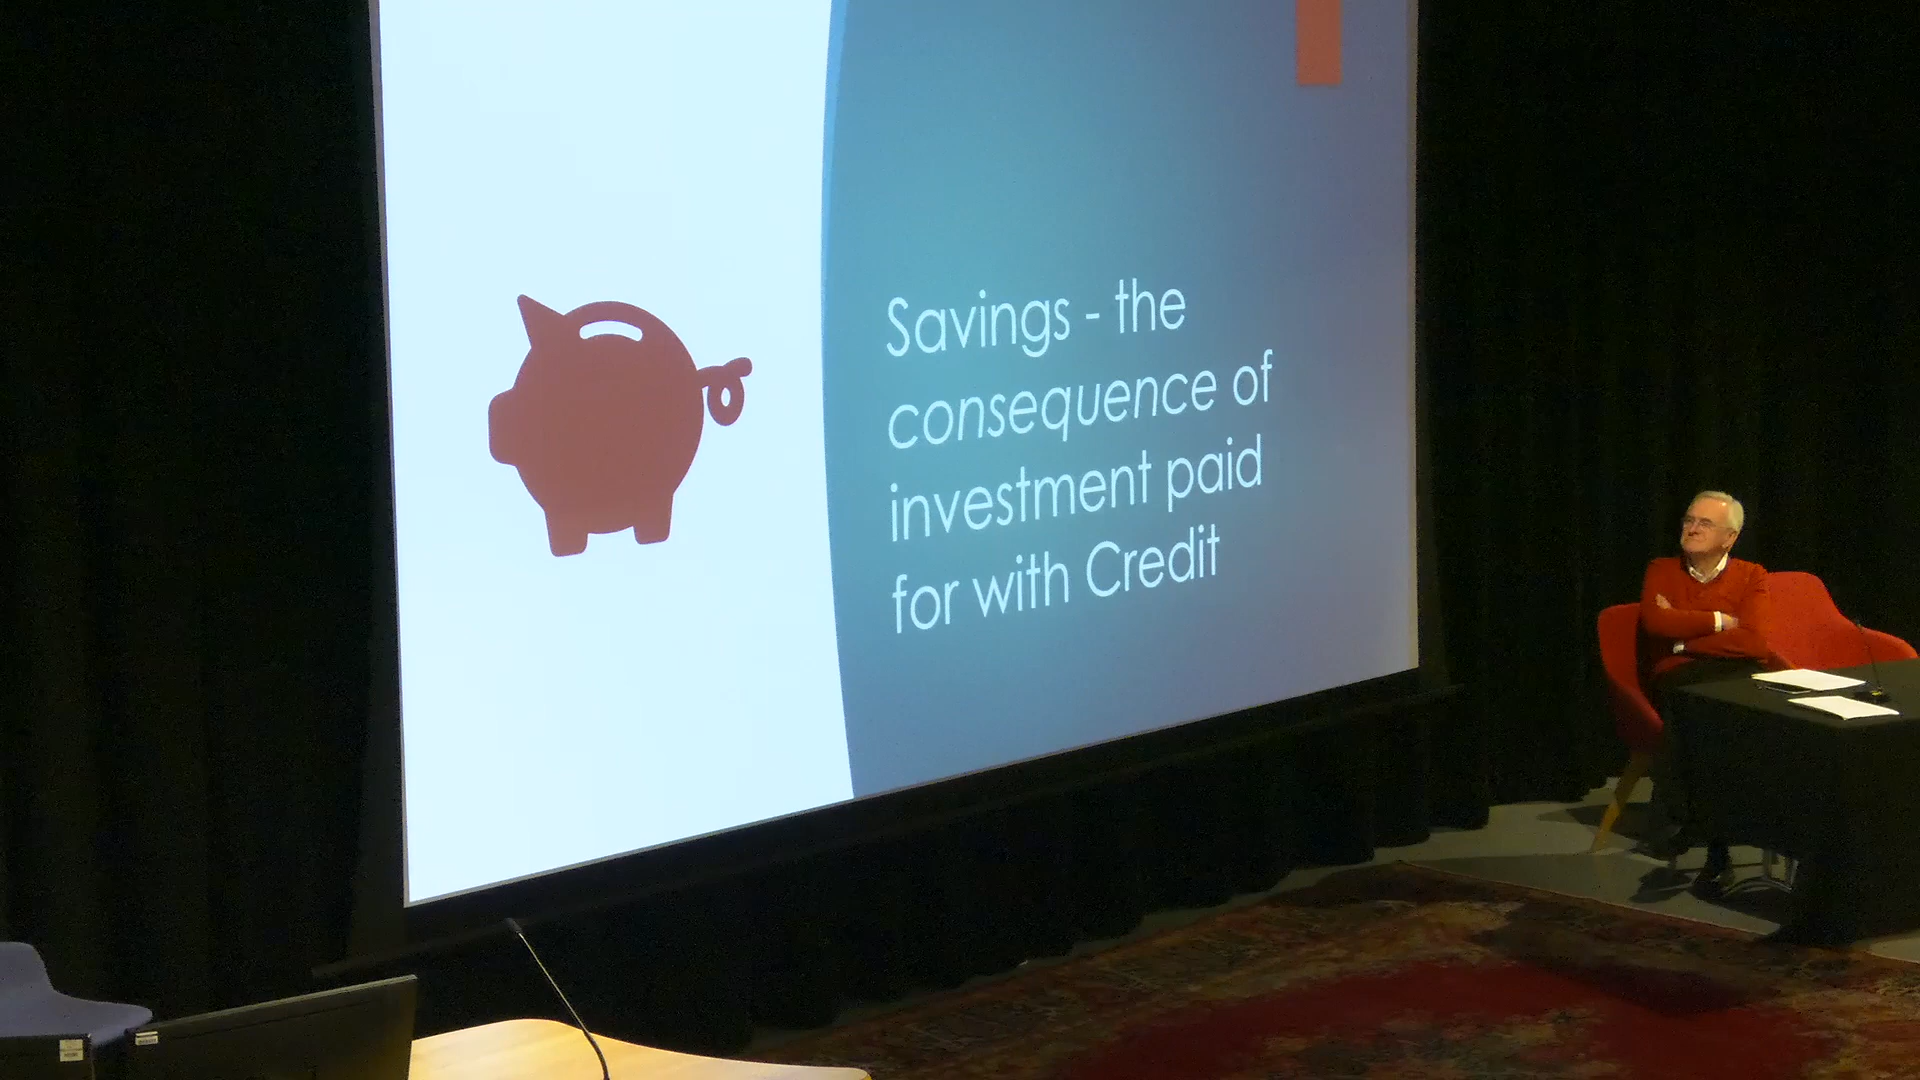 Savings - the
consequence of
investment paid
for with Credit